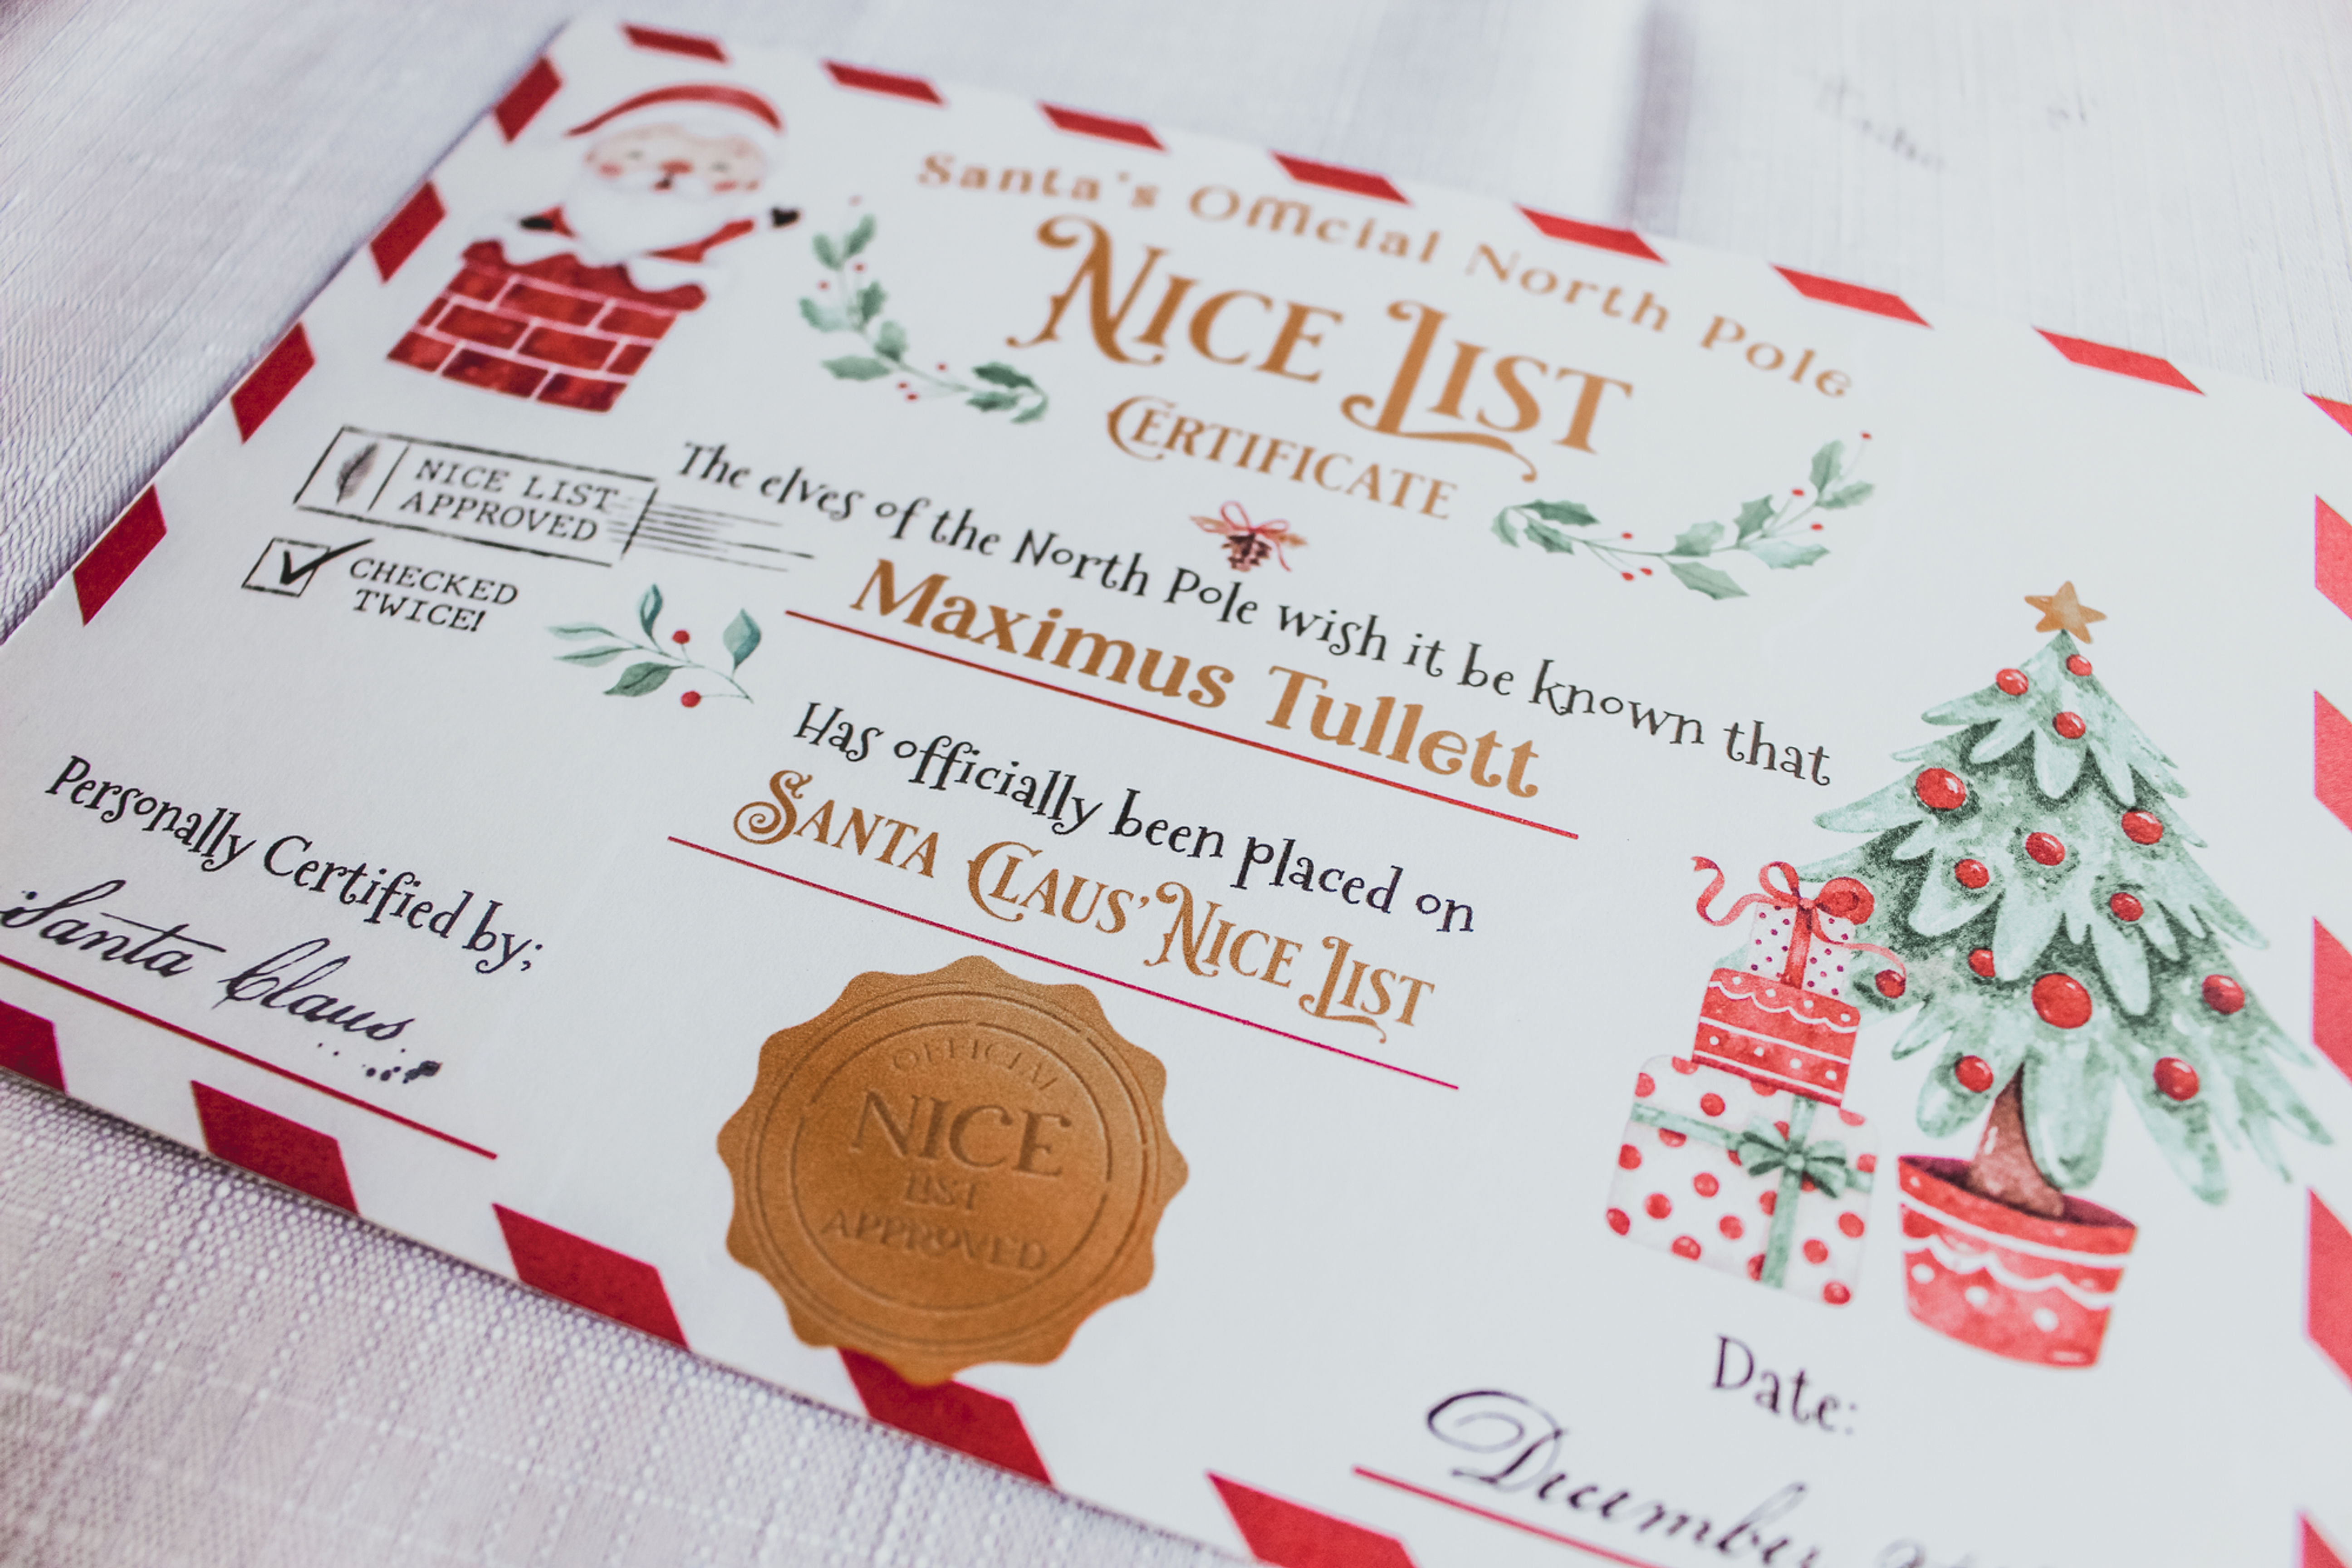 Santa's Official North Pole
NICE LIST
CERTIFICATE
NICE LIST
APPROVED
CHECKED
TWICE!
The elves of the North Pole wish it be known that
Maximus Tullett
Has officially been placed on
SANTA CLAUS' NICE LIST
Personally Certified by;
Santa Claus
OFFICIAL
NICE
LIST
APPROVED
Date:
December